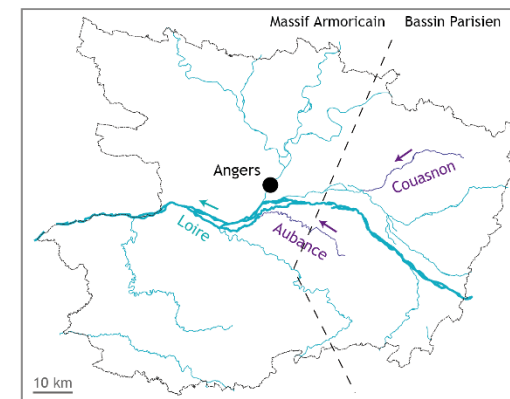 Massif Armoricain
Bassin Parisien
Angers
Couasnon
Loire
Aubance
10 km